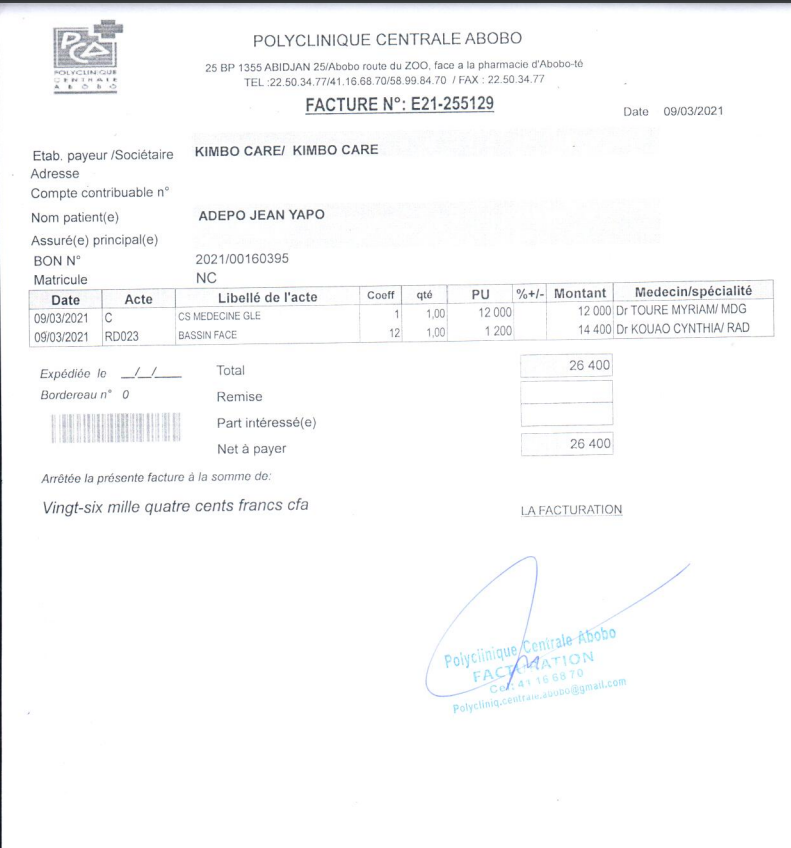 PCA
POLYCLINIQUE
CENTRALE
ABOBO
POLYCLINIQUE CENTRALE ABOBO
25 BP 1355 ABIDJAN 25/Abobo route du ZOO, face a la pharmacie d'Abobo-té
TEL :22.50.34.77/41.16.68.70/58.99.84.70 / FAX : 22.50.34.77
FACTURE N°: E21-255129
Date 09/03/2021
Etab. payeur /Sociétaire KIMBO CARE/ KIMBO CARE
Adresse
Compte contribuable n°
Nom patient(e) ADEPO JEAN YAPO
Assuré(e) principal(e)
BON N° 2021/00160395
Matricule NC
Date Acte Libellé de l'acte Coeff qté PU %+/- Montant Medecin/spécialité
09/03/2021 C CS MEDECINE GLE 1 1,00 12 000 12 000 Dr TOURE MYRIAM/ MDG
09/03/2021 RD023 BASSIN FACE 12 1,00 1 200 14 400 Dr KOUAO CYNTHIA/ RAD
Expédiée le __/__/____ Total 26 400
Bordereau n° 0 Remise
Part intéressé(e)
Net à payer 26 400
Arrêtée la présente facture à la somme de:
Vingt-six mille quatre cents francs cfa
LA FACTURATION
Polyclinique Centrale Abobo
FACTURATION
Cel: 41 16 68 70
Polycliniq.centrale.abobo@gmail.com